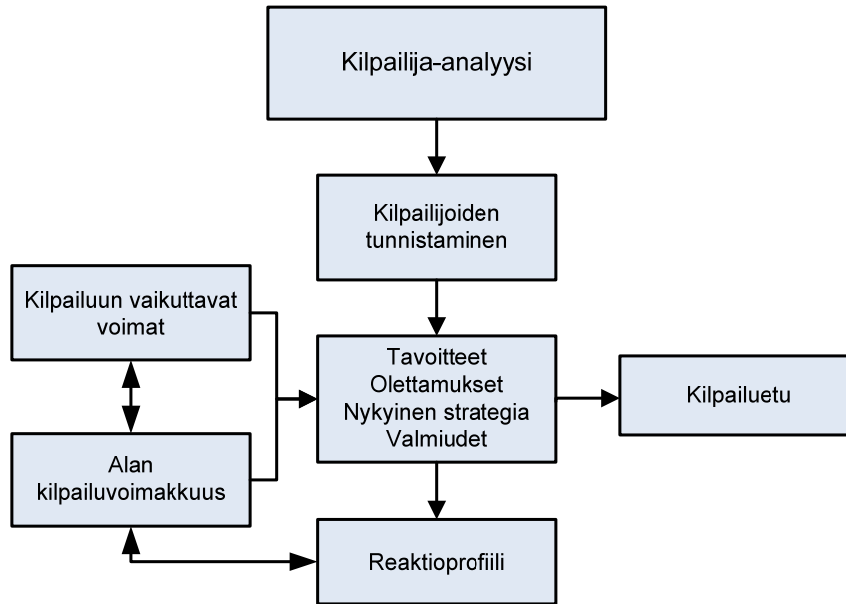 Kilpailija-analyysi
Kilpailijoiden
tunnistaminen
Kilpailuun vaikuttavat
voimat
Tavoitteet
Olettamukset
Nykyinen strategia
Valmiudet
Kilpailuetu
Alan
kilpailuvoimakkuus
Reaktioprofiili